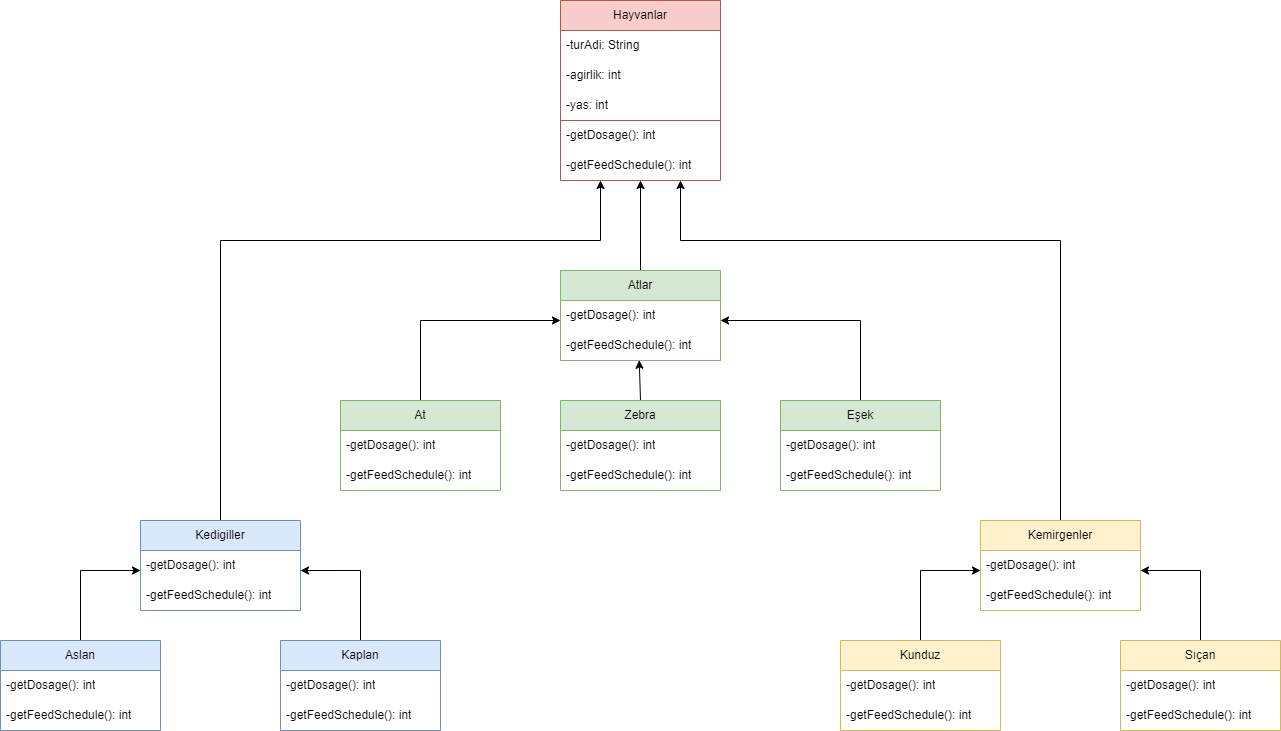 Hayvanlar
-turAdi: String
-agirlik: int
-yas: int
-getDosage(): int
-getFeedSchedule(): int
Atlar
-getDosage(): int
-getFeedSchedule(): int
At
-getDosage(): int
-getFeedSchedule(): int
Zebra
-getDosage(): int
-getFeedSchedule(): int
Eşek
-getDosage(): int
-getFeedSchedule(): int
Kedigiller
-getDosage(): int
-getFeedSchedule(): int
Kemirgenler
-getDosage(): int
-getFeedSchedule(): int
Aslan
-getDosage(): int
-getFeedSchedule(): int
Kaplan
-getDosage(): int
-getFeedSchedule(): int
Kunduz
-getDosage(): int
-getFeedSchedule(): int
Sıçan
-getDosage(): int
-getFeedSchedule(): int